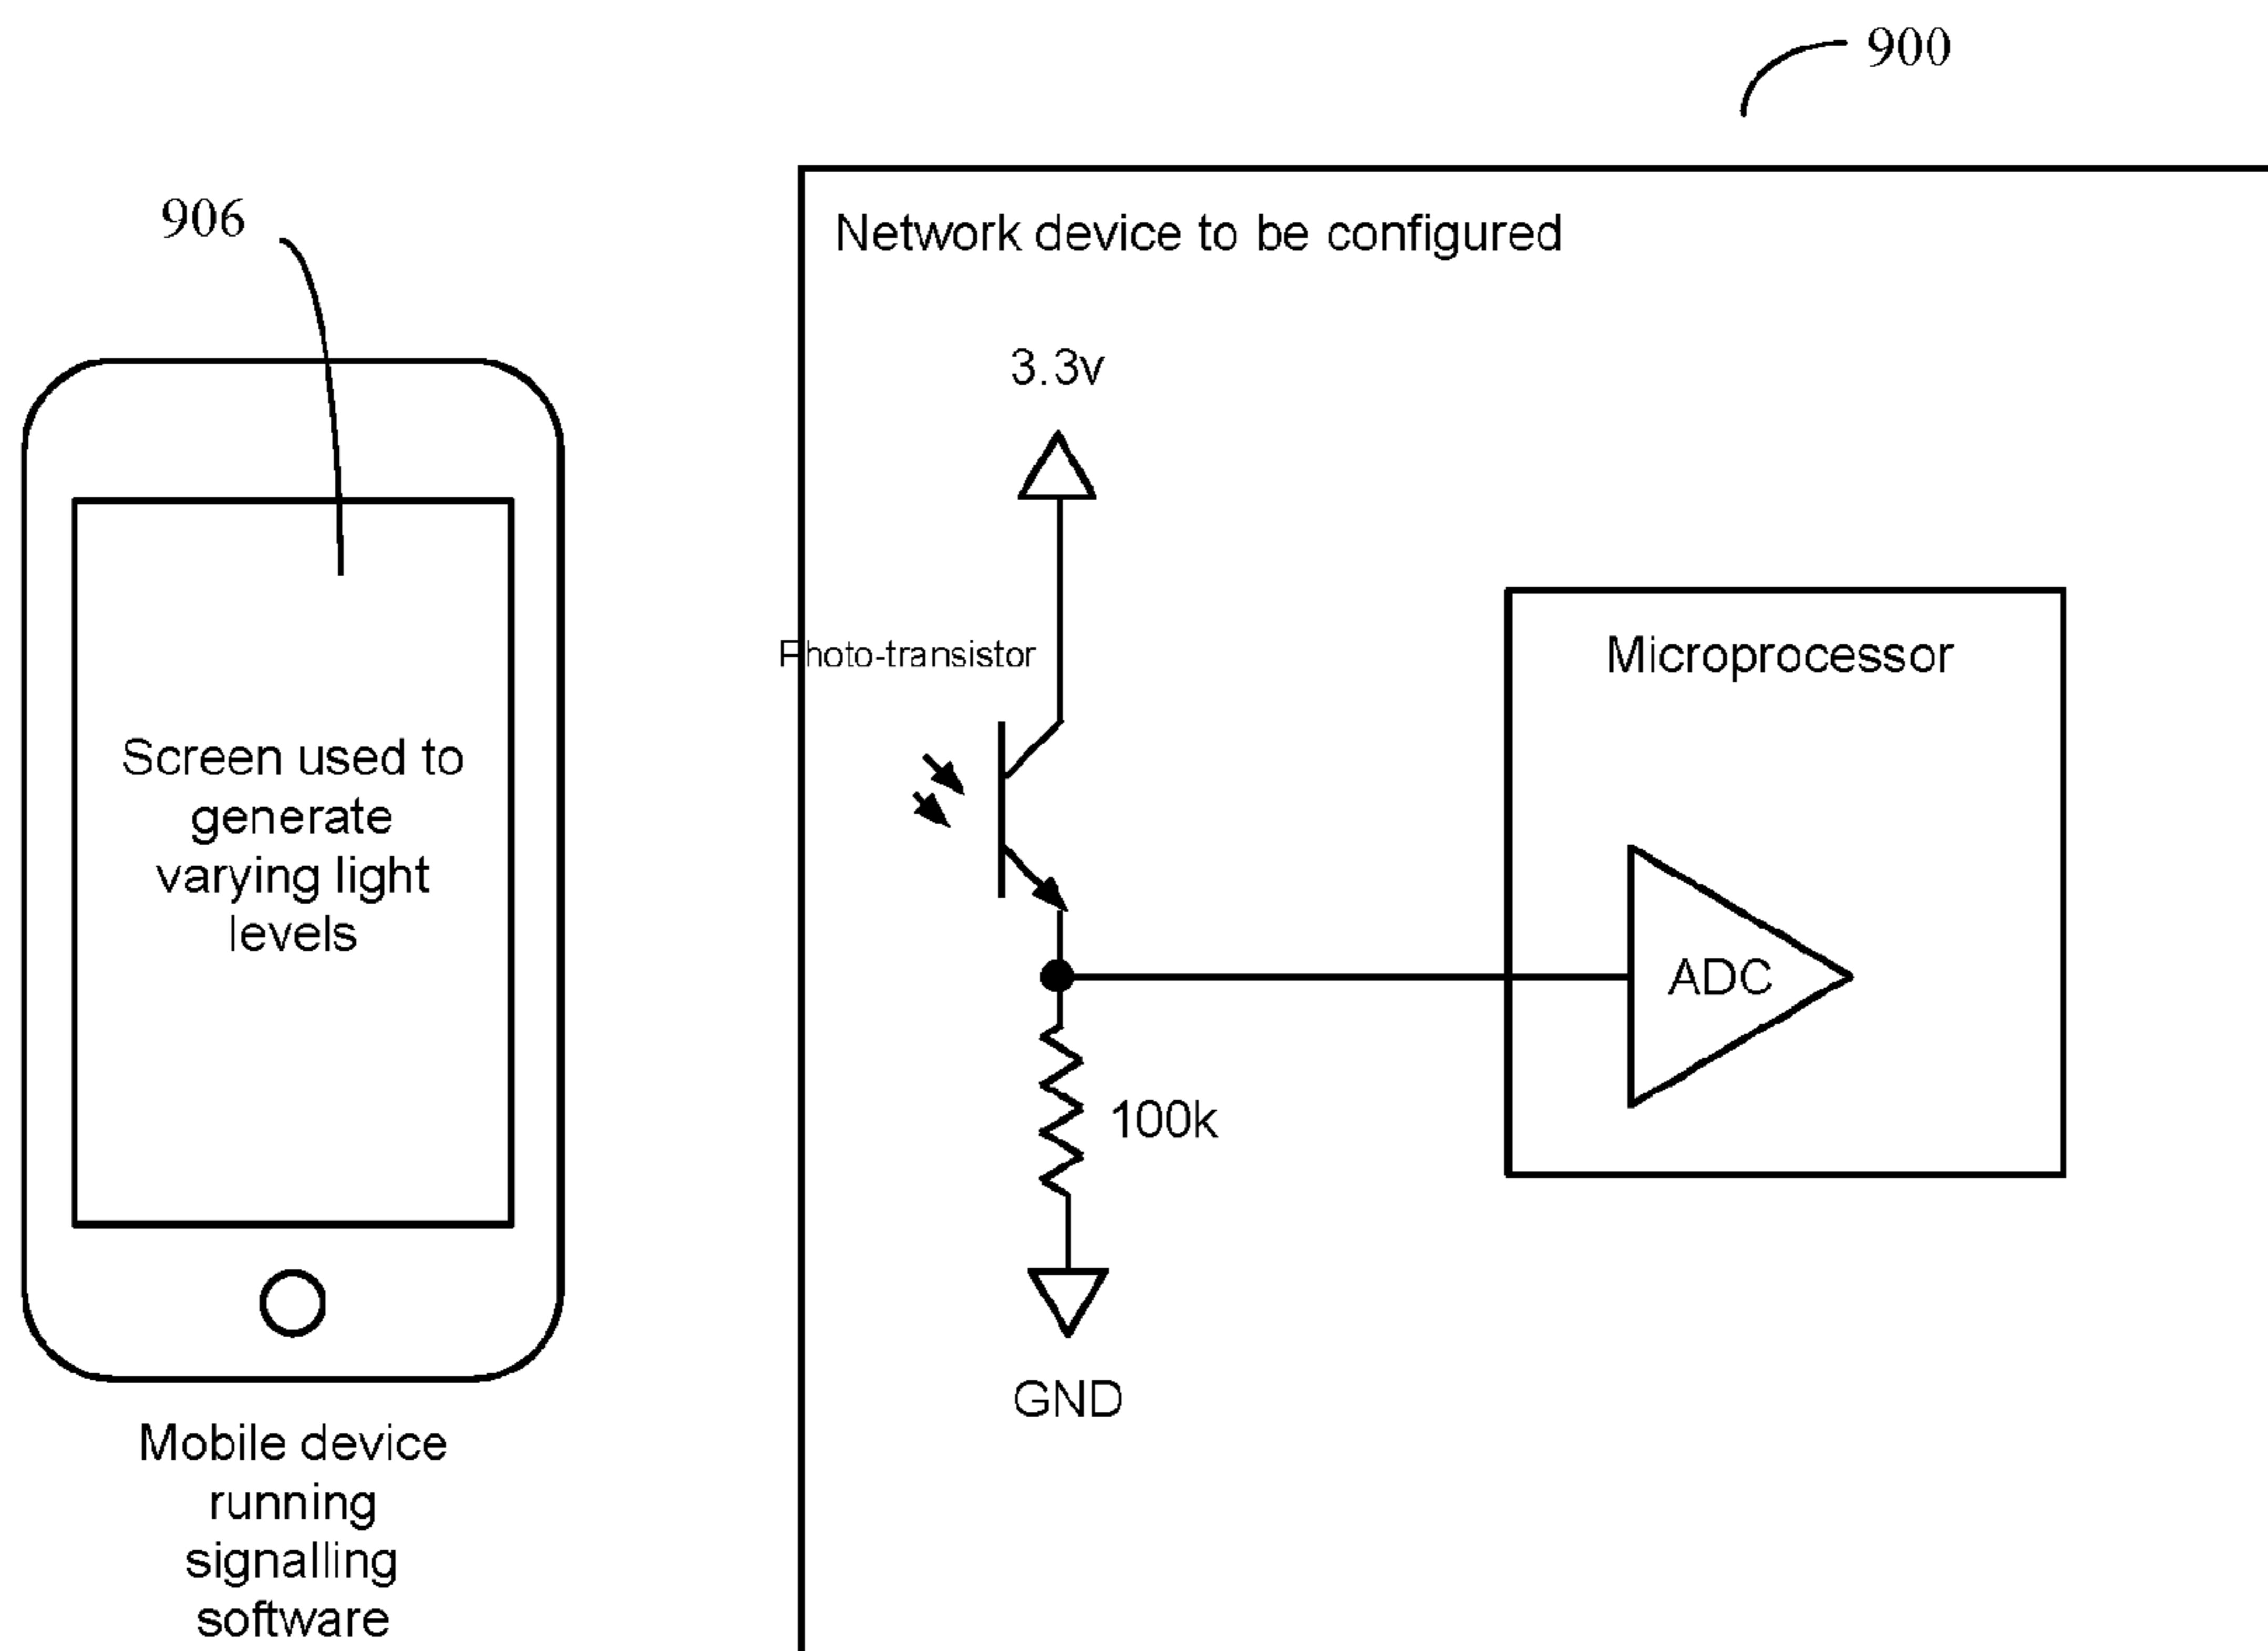 900
906
Network device to be configured
3.3v
Photo-transistor
Microprocessor
Screen used to
generate
varying light
levels
ADC
100k
GND
Mobile device
running
signalling
software